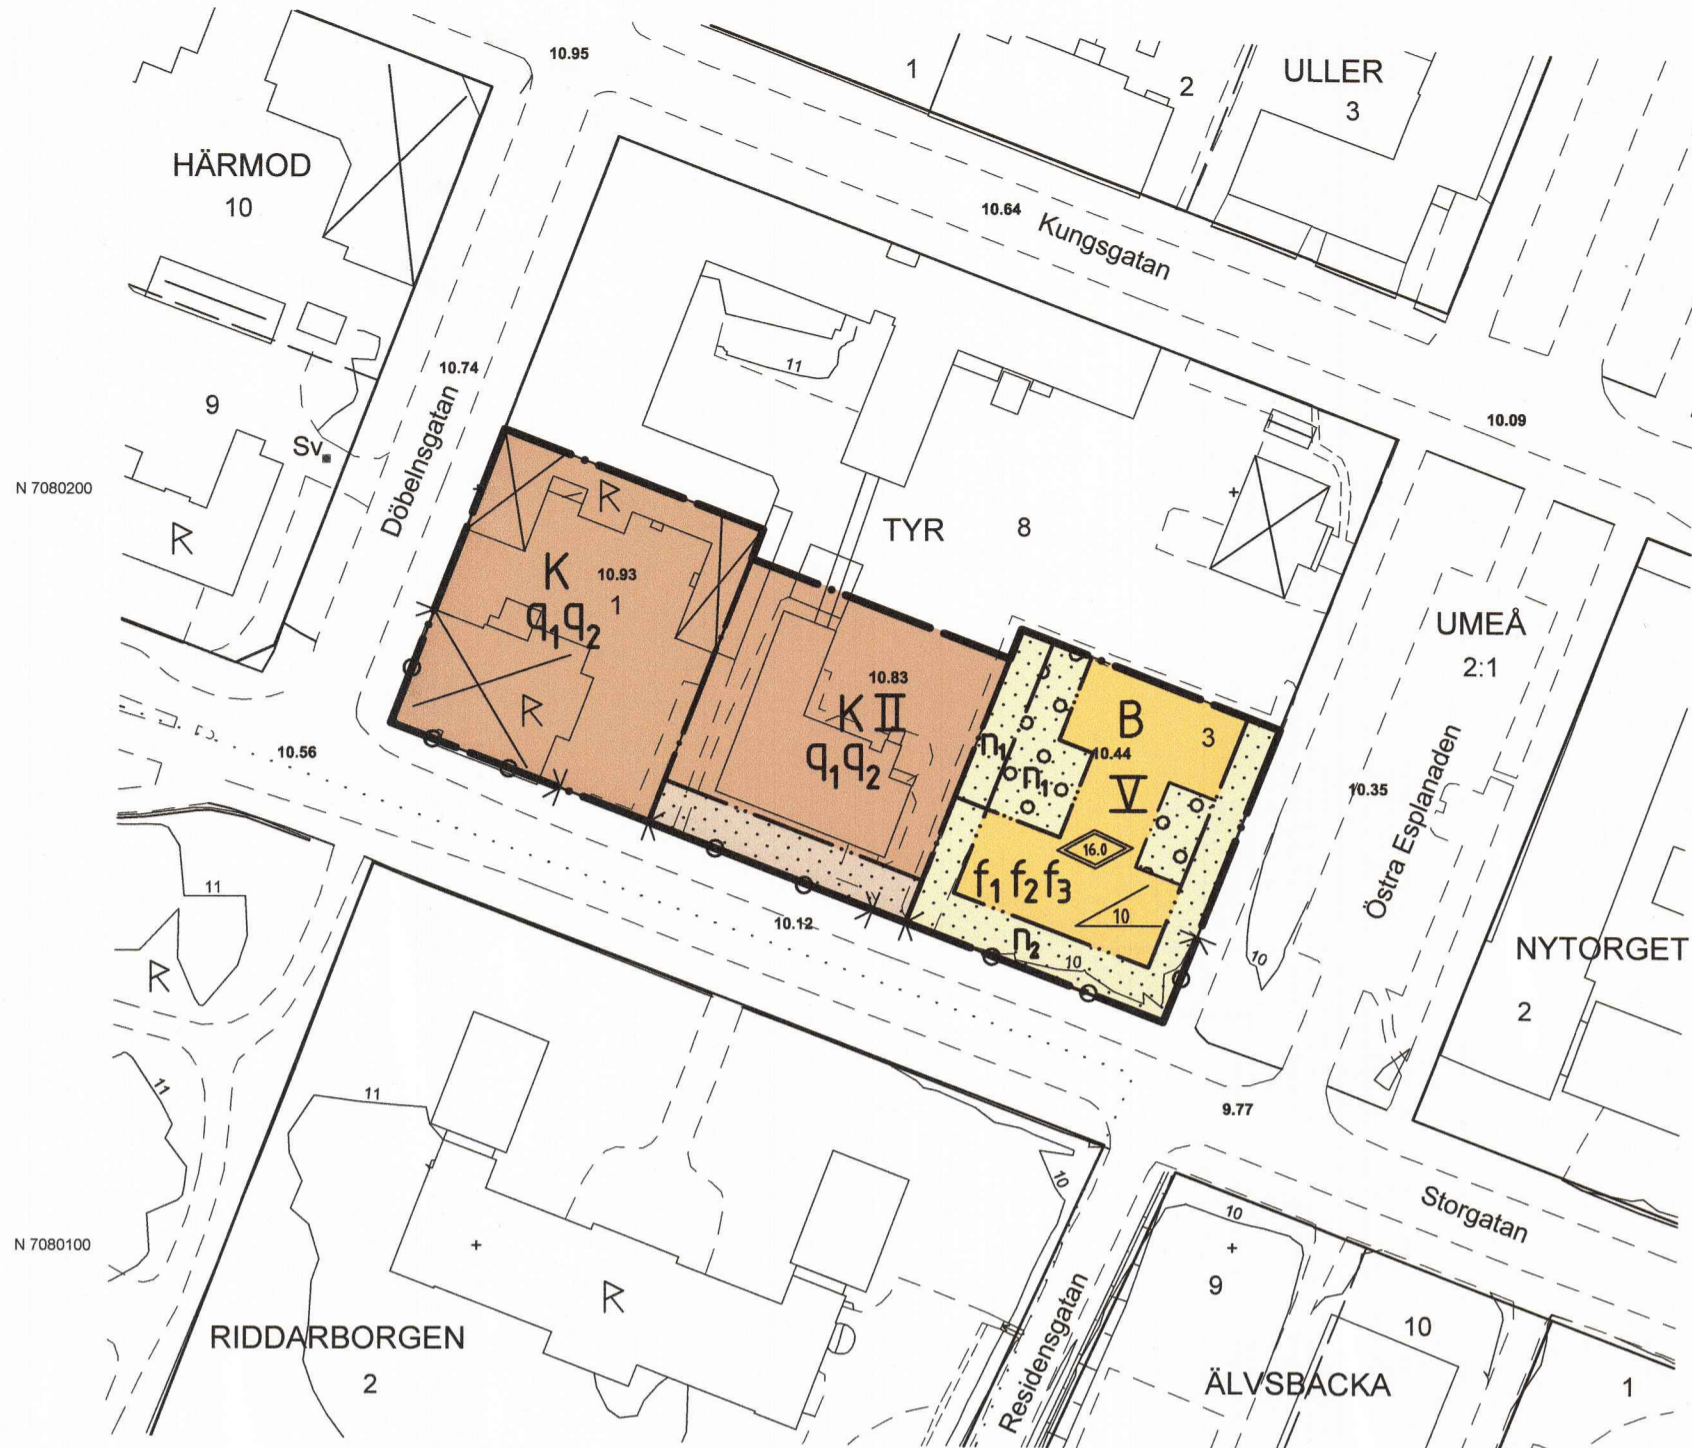 10.95
1
2
ULLER
3
HÄRMOD
10
10.64
Kungsgatan
11
10.74
Döbelnsgatan
9
Sv
10.09
N 7080200
R
R
TYR 8
K 10.93
1
q1q2
UMEÅ
2:1
10.83
K II
q1q2
B
3
n1
10.44
n1
V
R
10.56
10.35
Östra Esplanaden
16.0
f1 f2 f3
10
11
10.12
n2
10
10
NYTORGET
2
R
11
11
9.77
10
Storgatan
N 7080100
10
9
R
Residensgatan
10
RIDDARBORGEN
2
ÄLVSBACKA
1